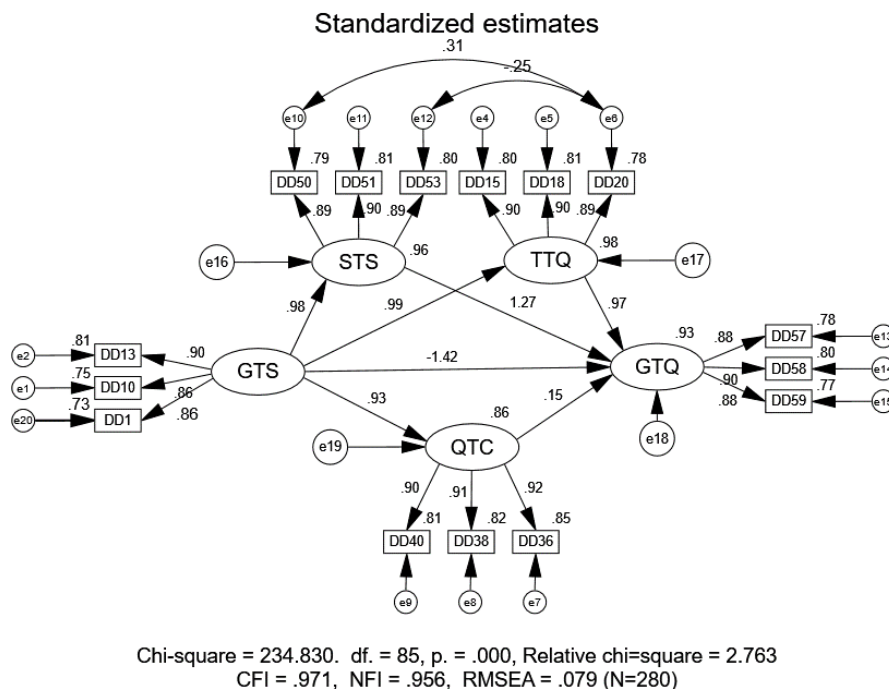 Standardized estimates
.31
-.25
e10 e11 e12 e4 e5 e6
.79 .81 .80 .80 .81 .78
DD50 DD51 DD53 DD15 DD18 DD20
.89 .90 .89 .90 .90 .89
e16 STS .96 TTQ .98 e17
.98 .99 1.27 .97
e2 .81 DD13 .90
e1 .75 DD10 .86
e20 .73 DD1 .86
GTS -1.42 GTQ .93
.88 DD57 .78 e13
.90 DD58 .80 e14
.88 DD59 .77 e15
.93 .15
e19 QTC .86 e18
.90 .91 .92
.81 .82 .85
DD40 DD38 DD36
e9 e8 e7
Chi-square = 234.830. df. = 85, p. = .000, Relative chi=square = 2.763
CFI = .971, NFI = .956, RMSEA = .079 (N=280)